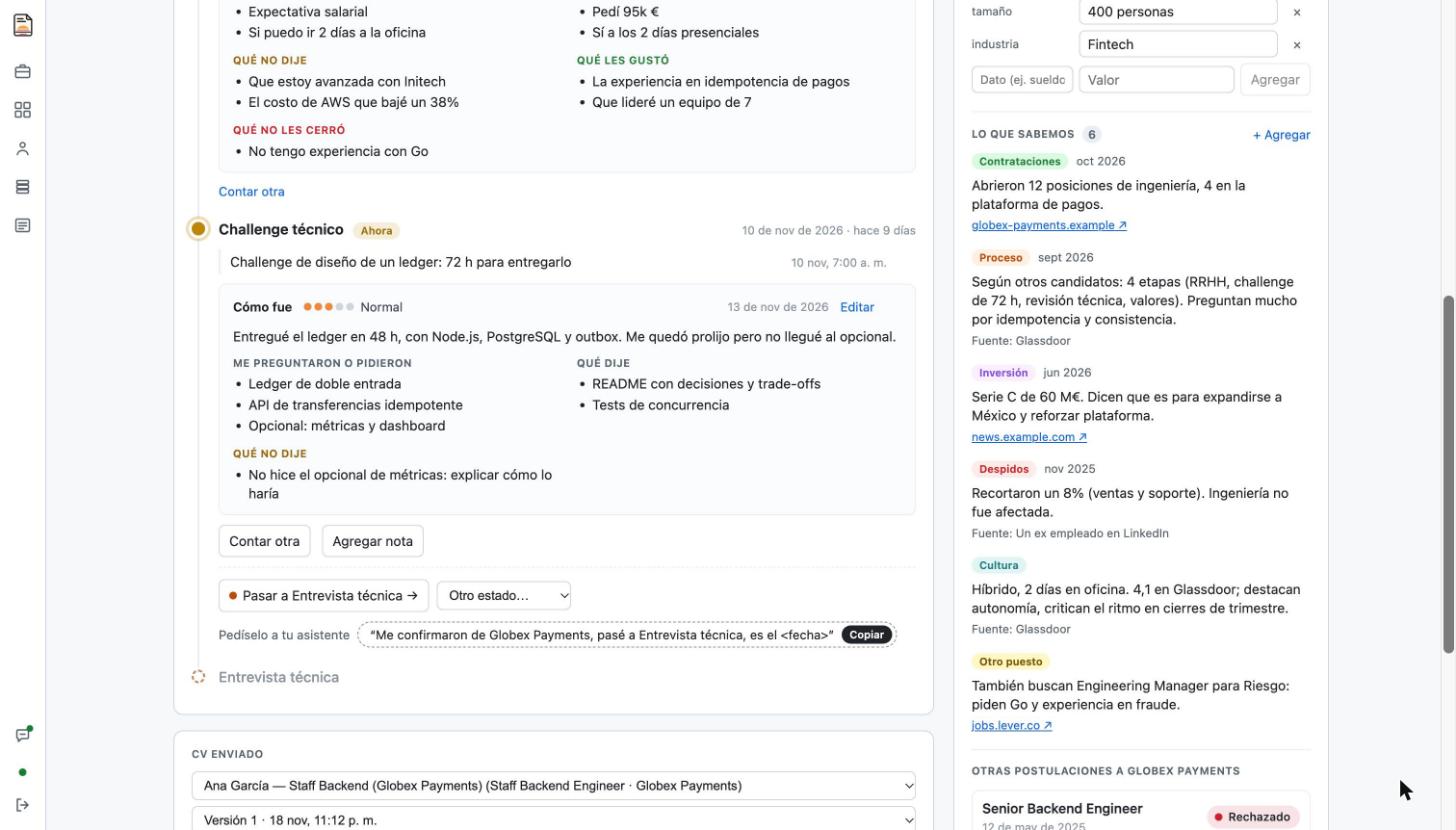 Expectativa salarial
Si puedo ir 2 días a la oficina
Pedí 95k €
Sí a los 2 días presenciales
QUÉ NO DIJE
Que estoy avanzada con Initech
El costo de AWS que bajé un 38%
QUÉ LES GUSTÓ
La experiencia en idempotencia de pagos
Que lideré un equipo de 7
QUÉ NO LES CERRÓ
No tengo experiencia con Go
Contar otra
Challenge técnico Ahora 10 de nov de 2026 · hace 9 días
Challenge de diseño de un ledger: 72 h para entregarlo 10 nov, 7:00 a. m.
Cómo fue Normal 13 de nov de 2026 Editar
Entregué el ledger en 48 h, con Node.js, PostgreSQL y outbox. Me quedó prolijo pero no llegué al opcional.
ME PREGUNTARON O PIDIERON
Ledger de doble entrada
API de transferencias idempotente
Opcional: métricas y dashboard
QUÉ DIJE
README con decisiones y trade-offs
Tests de concurrencia
QUÉ NO DIJE
No hice el opcional de métricas: explicar cómo lo
haría
Contar otra Agregar nota
Pasar a Entrevista técnica → Otro estado…
Pedíselo a tu asistente “Me confirmaron de Globex Payments, pasé a Entrevista técnica, es el <fecha>” Copiar
Entrevista técnica
CV ENVIADO
Ana García — Staff Backend (Globex Payments) (Staff Backend Engineer · Globex Payments)
Versión 1 · 18 nov, 11:12 p. m.
tamaño 400 personas ×
industria Fintech ×
Dato (ej. sueldo Valor Agregar
LO QUE SABEMOS 6 + Agregar
Contrataciones oct 2026
Abrieron 12 posiciones de ingeniería, 4 en la
plataforma de pagos.
globex-payments.example ↗
Proceso sept 2026
Según otros candidatos: 4 etapas (RRHH, challenge
de 72 h, revisión técnica, valores). Preguntan mucho
por idempotencia y consistencia.
Fuente: Glassdoor
Inversión jun 2026
Serie C de 60 M€. Dicen que es para expandirse a
México y reforzar plataforma.
news.example.com ↗
Despidos nov 2025
Recortaron un 8% (ventas y soporte). Ingeniería no
fue afectada.
Fuente: Un ex empleado en LinkedIn
Cultura
Híbrido, 2 días en oficina. 4,1 en Glassdoor; destacan
autonomía, critican el ritmo en cierres de trimestre.
Fuente: Glassdoor
Otro puesto
También buscan Engineering Manager para Riesgo:
piden Go y experiencia en fraude.
jobs.lever.co ↗
OTRAS POSTULACIONES A GLOBEX PAYMENTS
Senior Backend Engineer Rechazado
12 de may de 2025